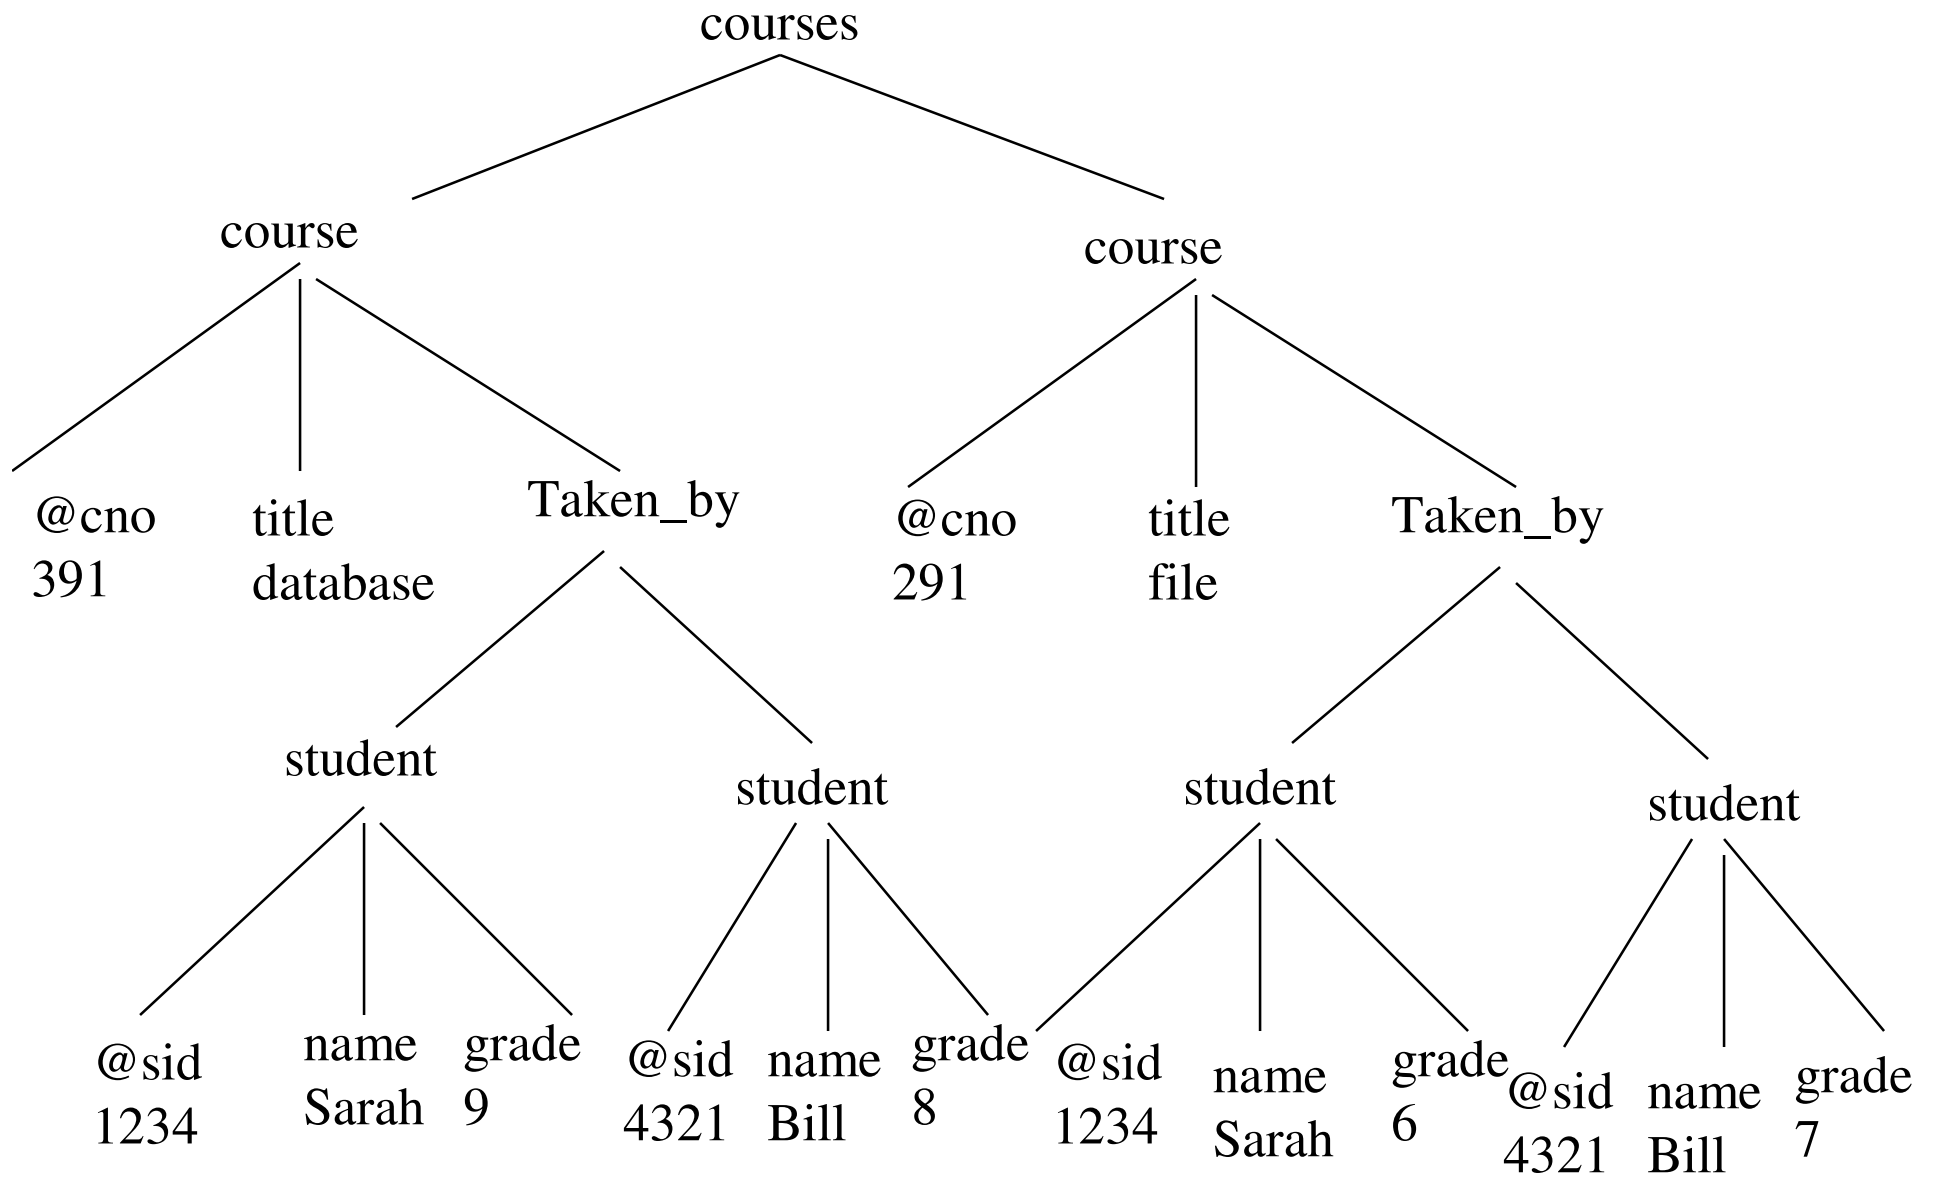 courses
course
course
@cno
391
title
database
Taken_by
@cno
291
title
file
Taken_by
student
student
student
student
@sid
1234
name
Sarah
grade
9
@sid
4321
name
Bill
grade
8
@sid
1234
name
Sarah
grade
6
@sid
4321
name
Bill
grade
7